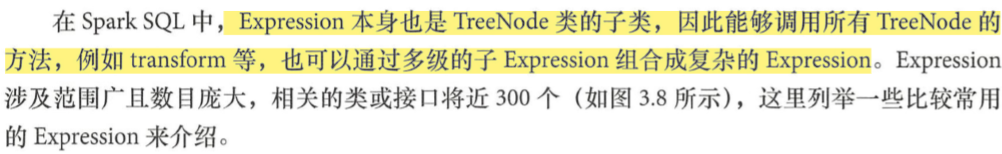 在 Spark SQL 中，Expression 本身也是 TreeNode 类的子类，因此能够调用所有 TreeNode 的
方法，例如 transform 等，也可以通过多级的子 Expression 组合成复杂的 Expression。Expression
涉及范围广且数目庞大，相关的类或接口将近 300 个（如图 3.8 所示），这里列举一些比较常用
的 Expression 来介绍。